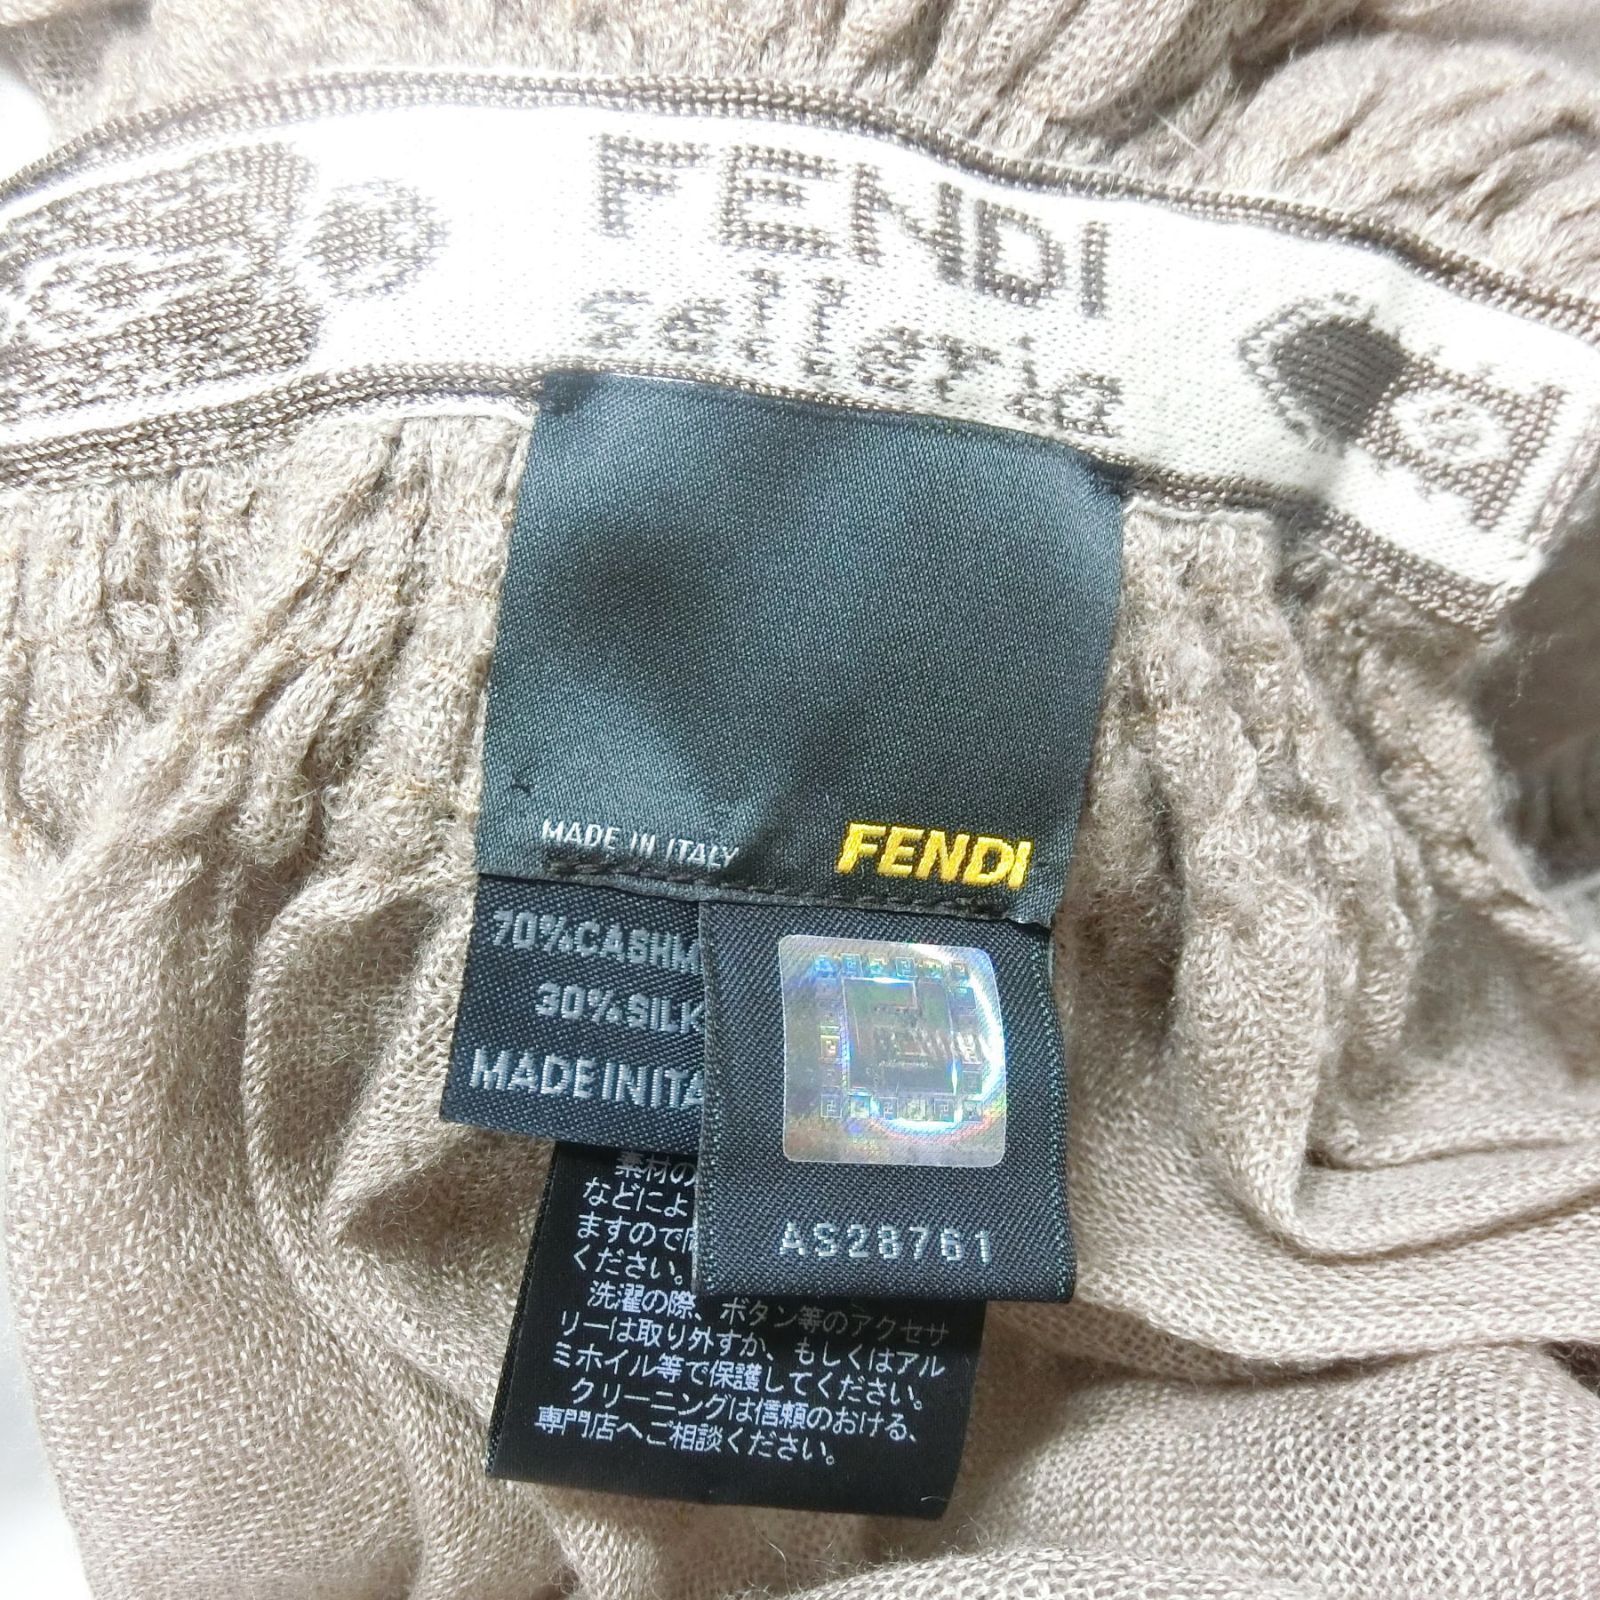 FENDI
selleria
MADE IN ITALY
FENDI
70%CASHM
30%SILK
MADE IN ITA
AS28761
素材の
などによ
ますので
ください。
洗濯の際、ボタン等のアクセサ
リーは取り外すか、もしくはアル
ミホイル等で保護してください。
クリーニングは信頼のおける、
専門店へご相談ください。